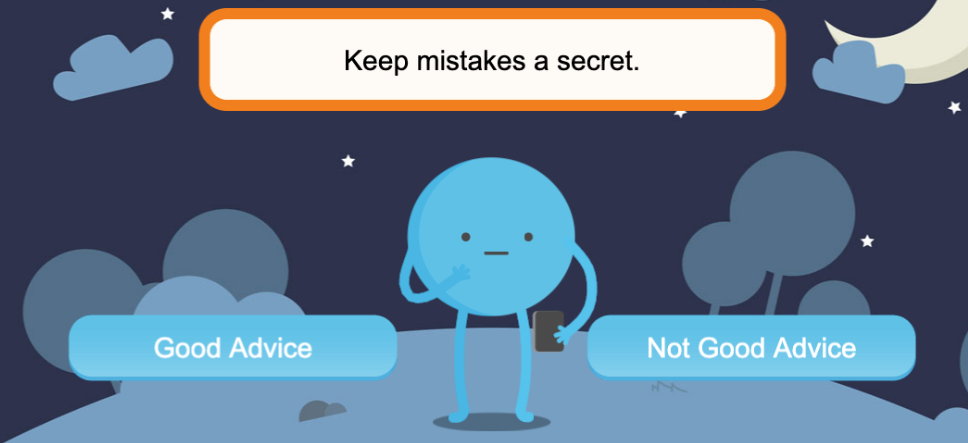 Keep mistakes a secret.
Good Advice
Not Good Advice